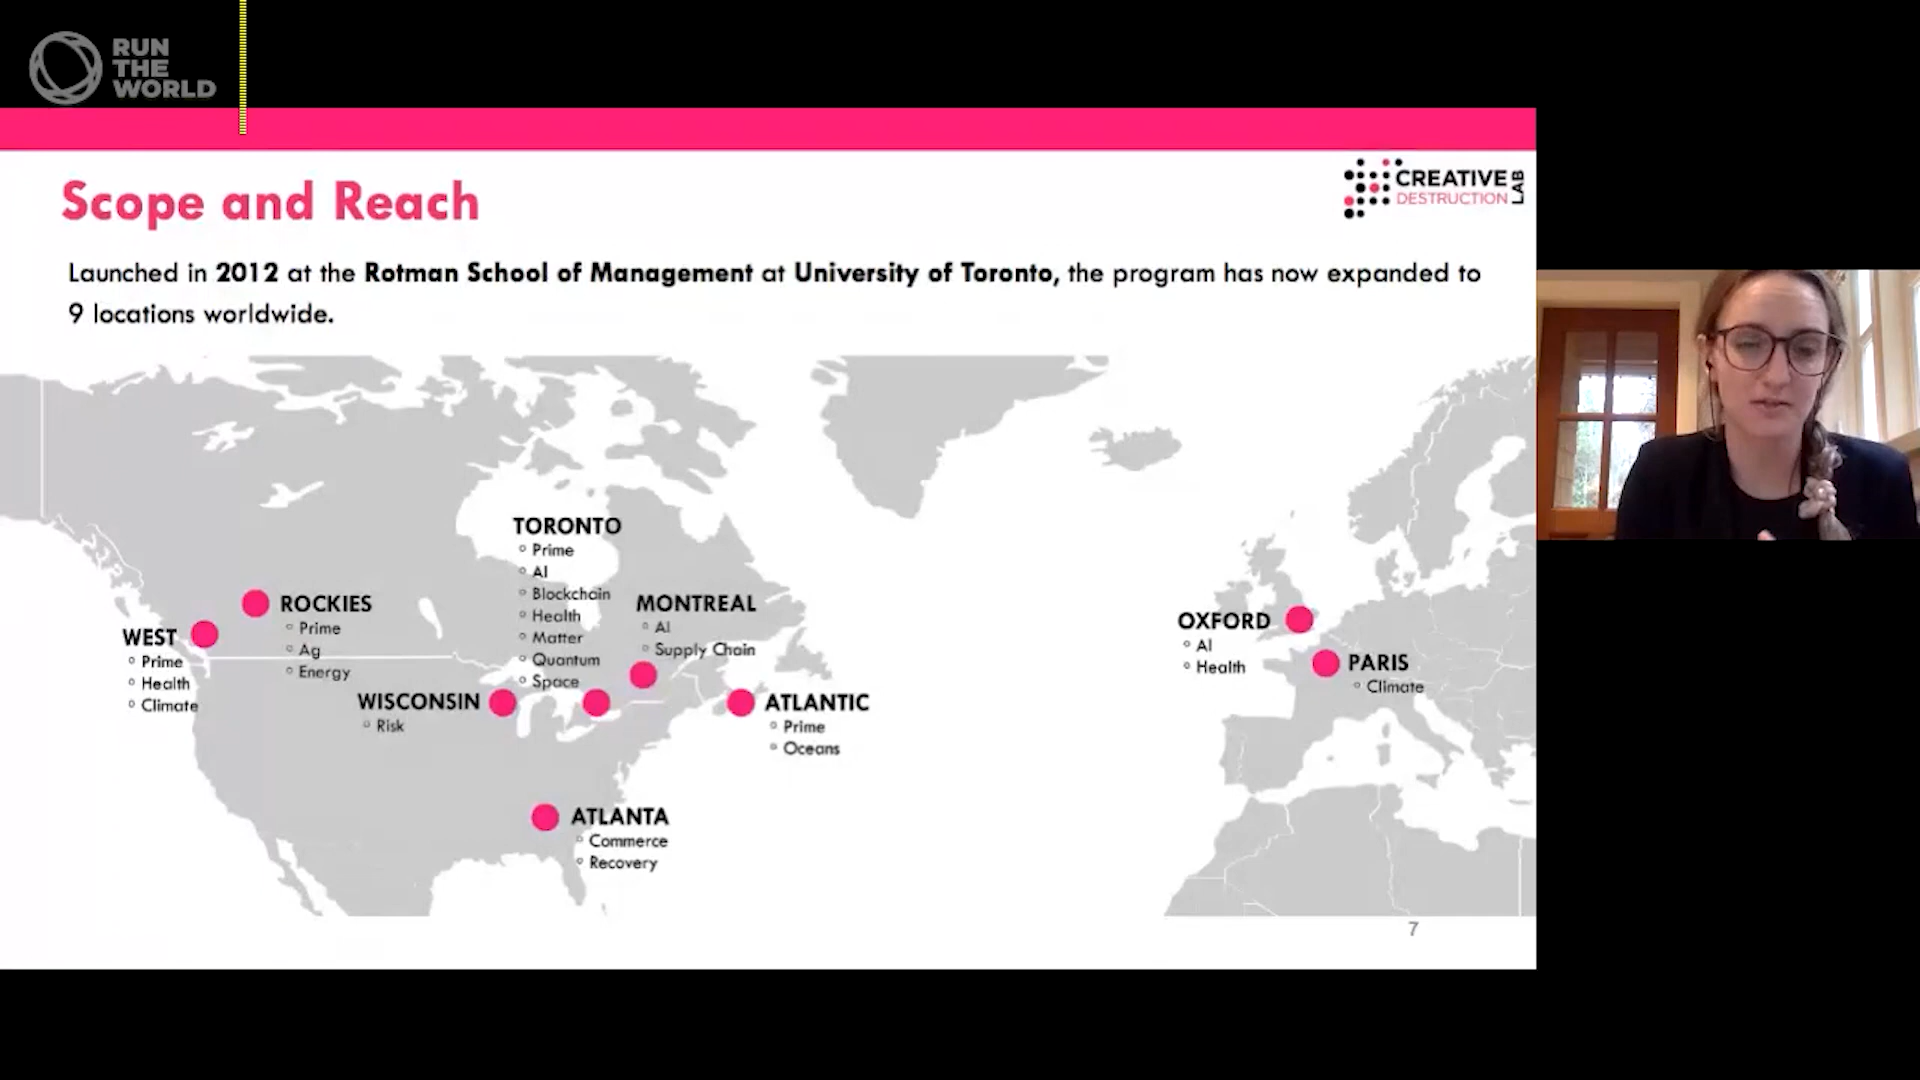 RUN
THE
WORLD
CREATIVE
DESTRUCTION
LAB
Scope and Reach
Launched in 2012 at the Rotman School of Management at University of Toronto, the program has now expanded to
9 locations worldwide.
TORONTO
Prime
AI
Blockchain
Health
Matter
Quantum
Space
ROCKIES
Prime
Ag
Energy
MONTREAL
AI
Supply Chain
WEST
Prime
Health
Climate
OXFORD
AI
Health
PARIS
Climate
WISCONSIN
Risk
ATLANTIC
Prime
Oceans
ATLANTA
Commerce
Recovery
7